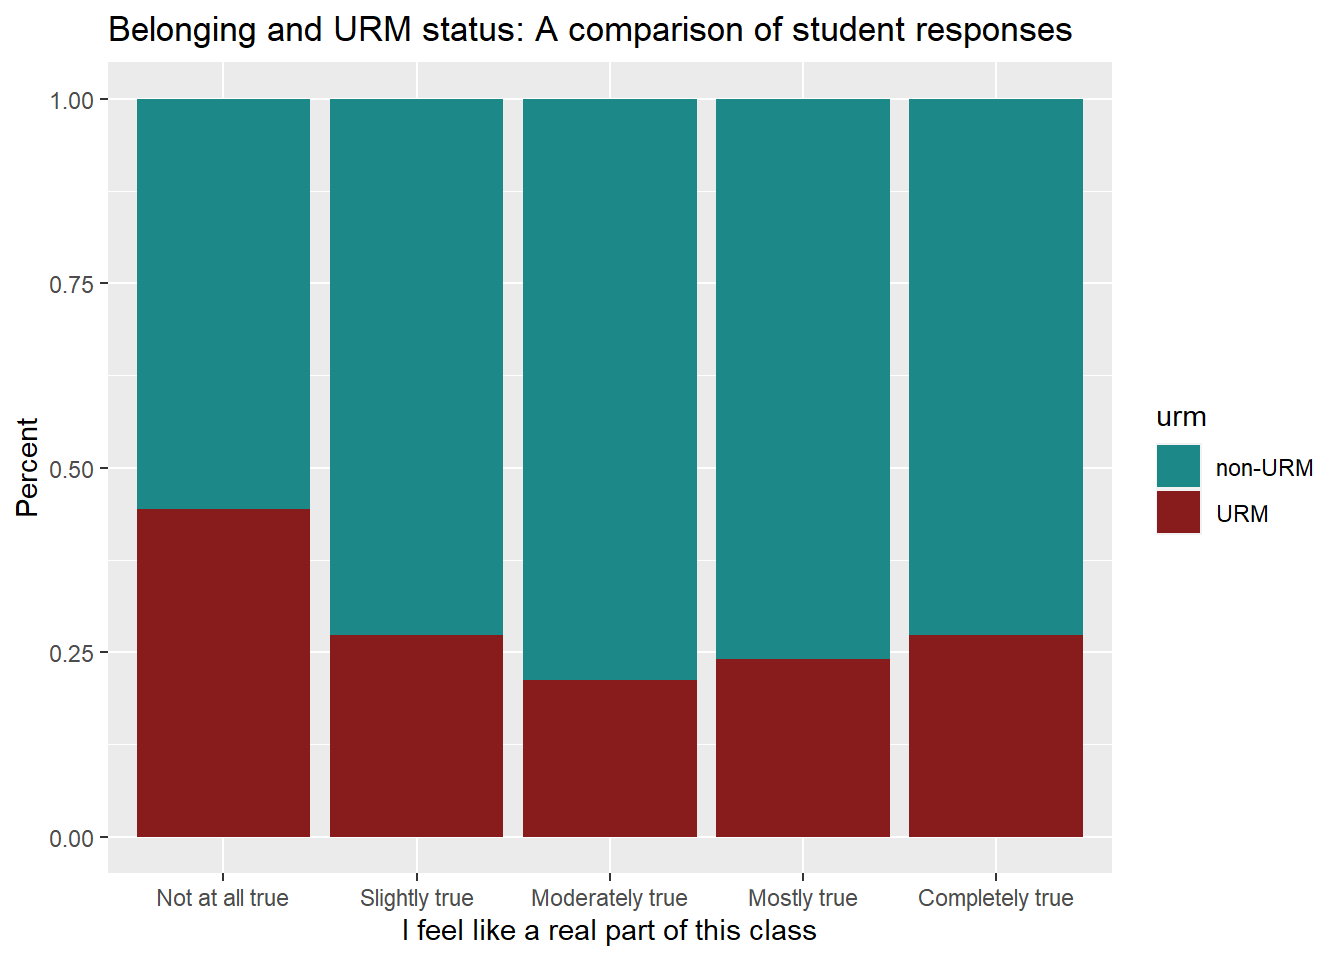 Belonging and URM status: A comparison of student responses
1.00
0.75
0.50
0.25
0.00
Percent
Not at all true
Slightly true
Moderately true
Mostly true
Completely true
I feel like a real part of this class
urm
non-URM
URM